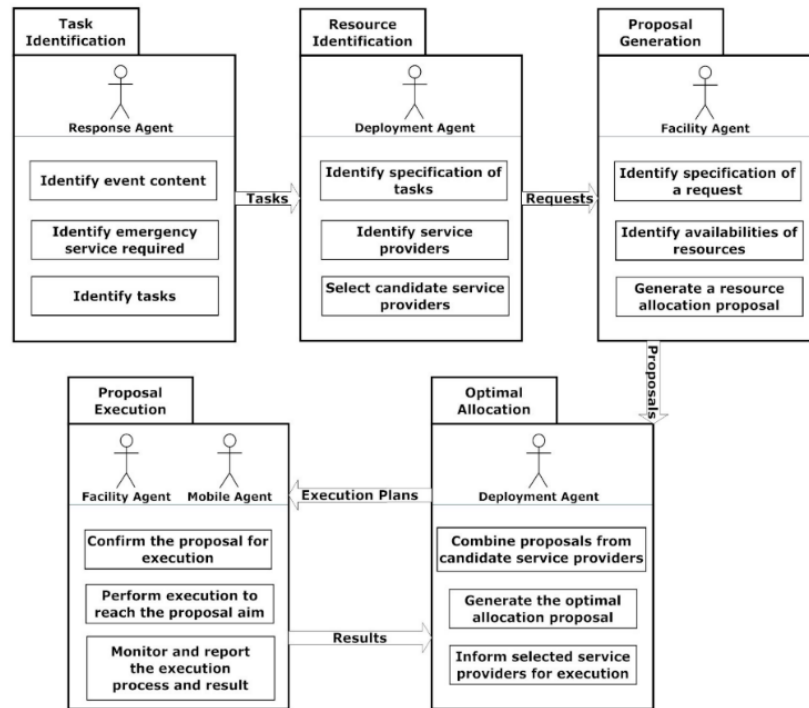 Task
Identification
Response Agent
Identify event content
Identify emergency
service required
Identify tasks
Tasks
Resource
Identification
Deployment Agent
Identify specification of
tasks
Identify service
providers
Select candidate service
providers
Requests
Proposal
Generation
Facility Agent
Identify specification of
a request
Identify availabilities of
resources
Generate a resource
allocation proposal
Proposals
Optimal
Allocation
Deployment Agent
Combine proposals from
candidate service providers
Generate the optimal
allocation proposal
Inform selected service
providers for execution
Execution Plans
Proposal
Execution
Facility Agent
Mobile Agent
Confirm the proposal for
execution
Perform execution to
reach the proposal aim
Monitor and report
the execution
process and result
Results